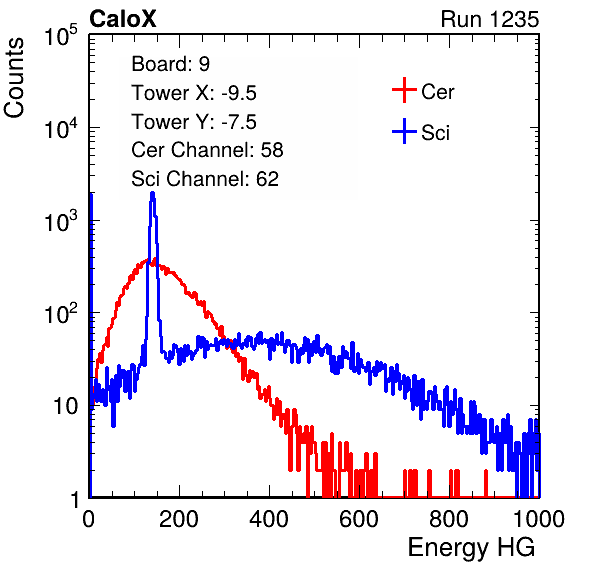 CaloX Run 1235
Counts
Board: 9
Tower X: -9.5
Tower Y: -7.5
Cer Channel: 58
Sci Channel: 62
Cer
Sci
10^5
10^4
10^3
10^2
10
1
0 200 400 600 800 1000
Energy HG